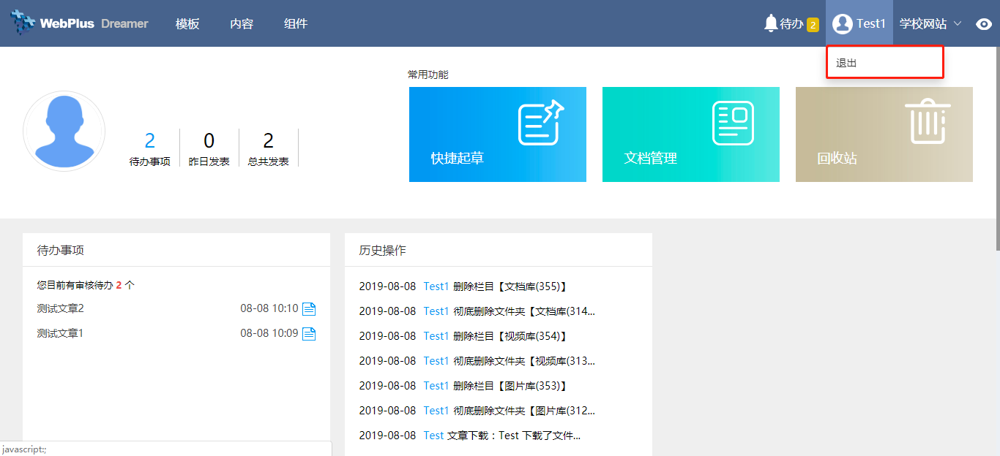 WebPlus Dreamer 模板 内容 组件 待办 2 Test1 学校网站
退出
常用功能
2 待办事项
0 昨日发表
2 总共发表
快捷起草
文档管理
回收站
待办事项
您目前有审核待办 2 个
测试文章2 08-08 10:10
测试文章1 08-08 10:09
历史操作
2019-08-08 Test1 删除栏目【文档库(355)】
2019-08-08 Test1 彻底删除文件夹【文档库(314...
2019-08-08 Test1 删除栏目【视频库(354)】
2019-08-08 Test1 彻底删除文件夹【视频库(313...
2019-08-08 Test1 删除栏目【图片库(353)】
2019-08-08 Test1 彻底删除文件夹【图片库(312...
2019-08-08 Test 文章下载：Test 下载了文件...
javascript:;